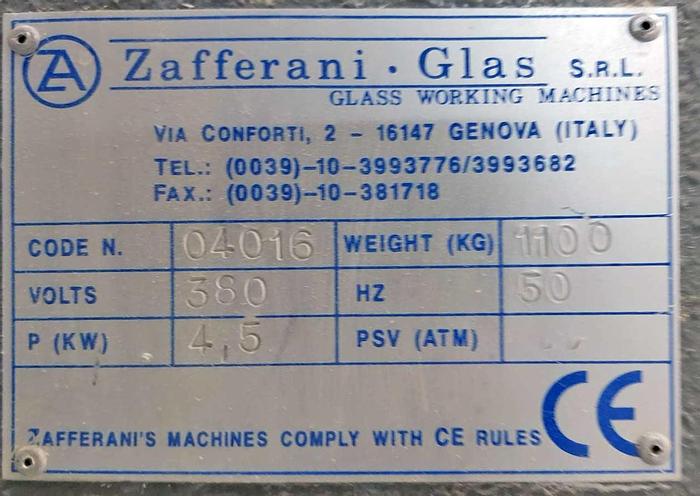 ZA Zafferani · Glas S.R.L.
GLASS WORKING MACHINES
VIA CONFORTI, 2 - 16147 GENOVA (ITALY)
TEL.: (0039)-10-3993776/3993682
FAX.: (0039)-10-381718
CODE N. 04016 WEIGHT (KG) 1100
VOLTS 380 HZ 50
P (KW) 4,5 PSV (ATM)
ZAFFERANI'S MACHINES COMPLY WITH CE RULES CE